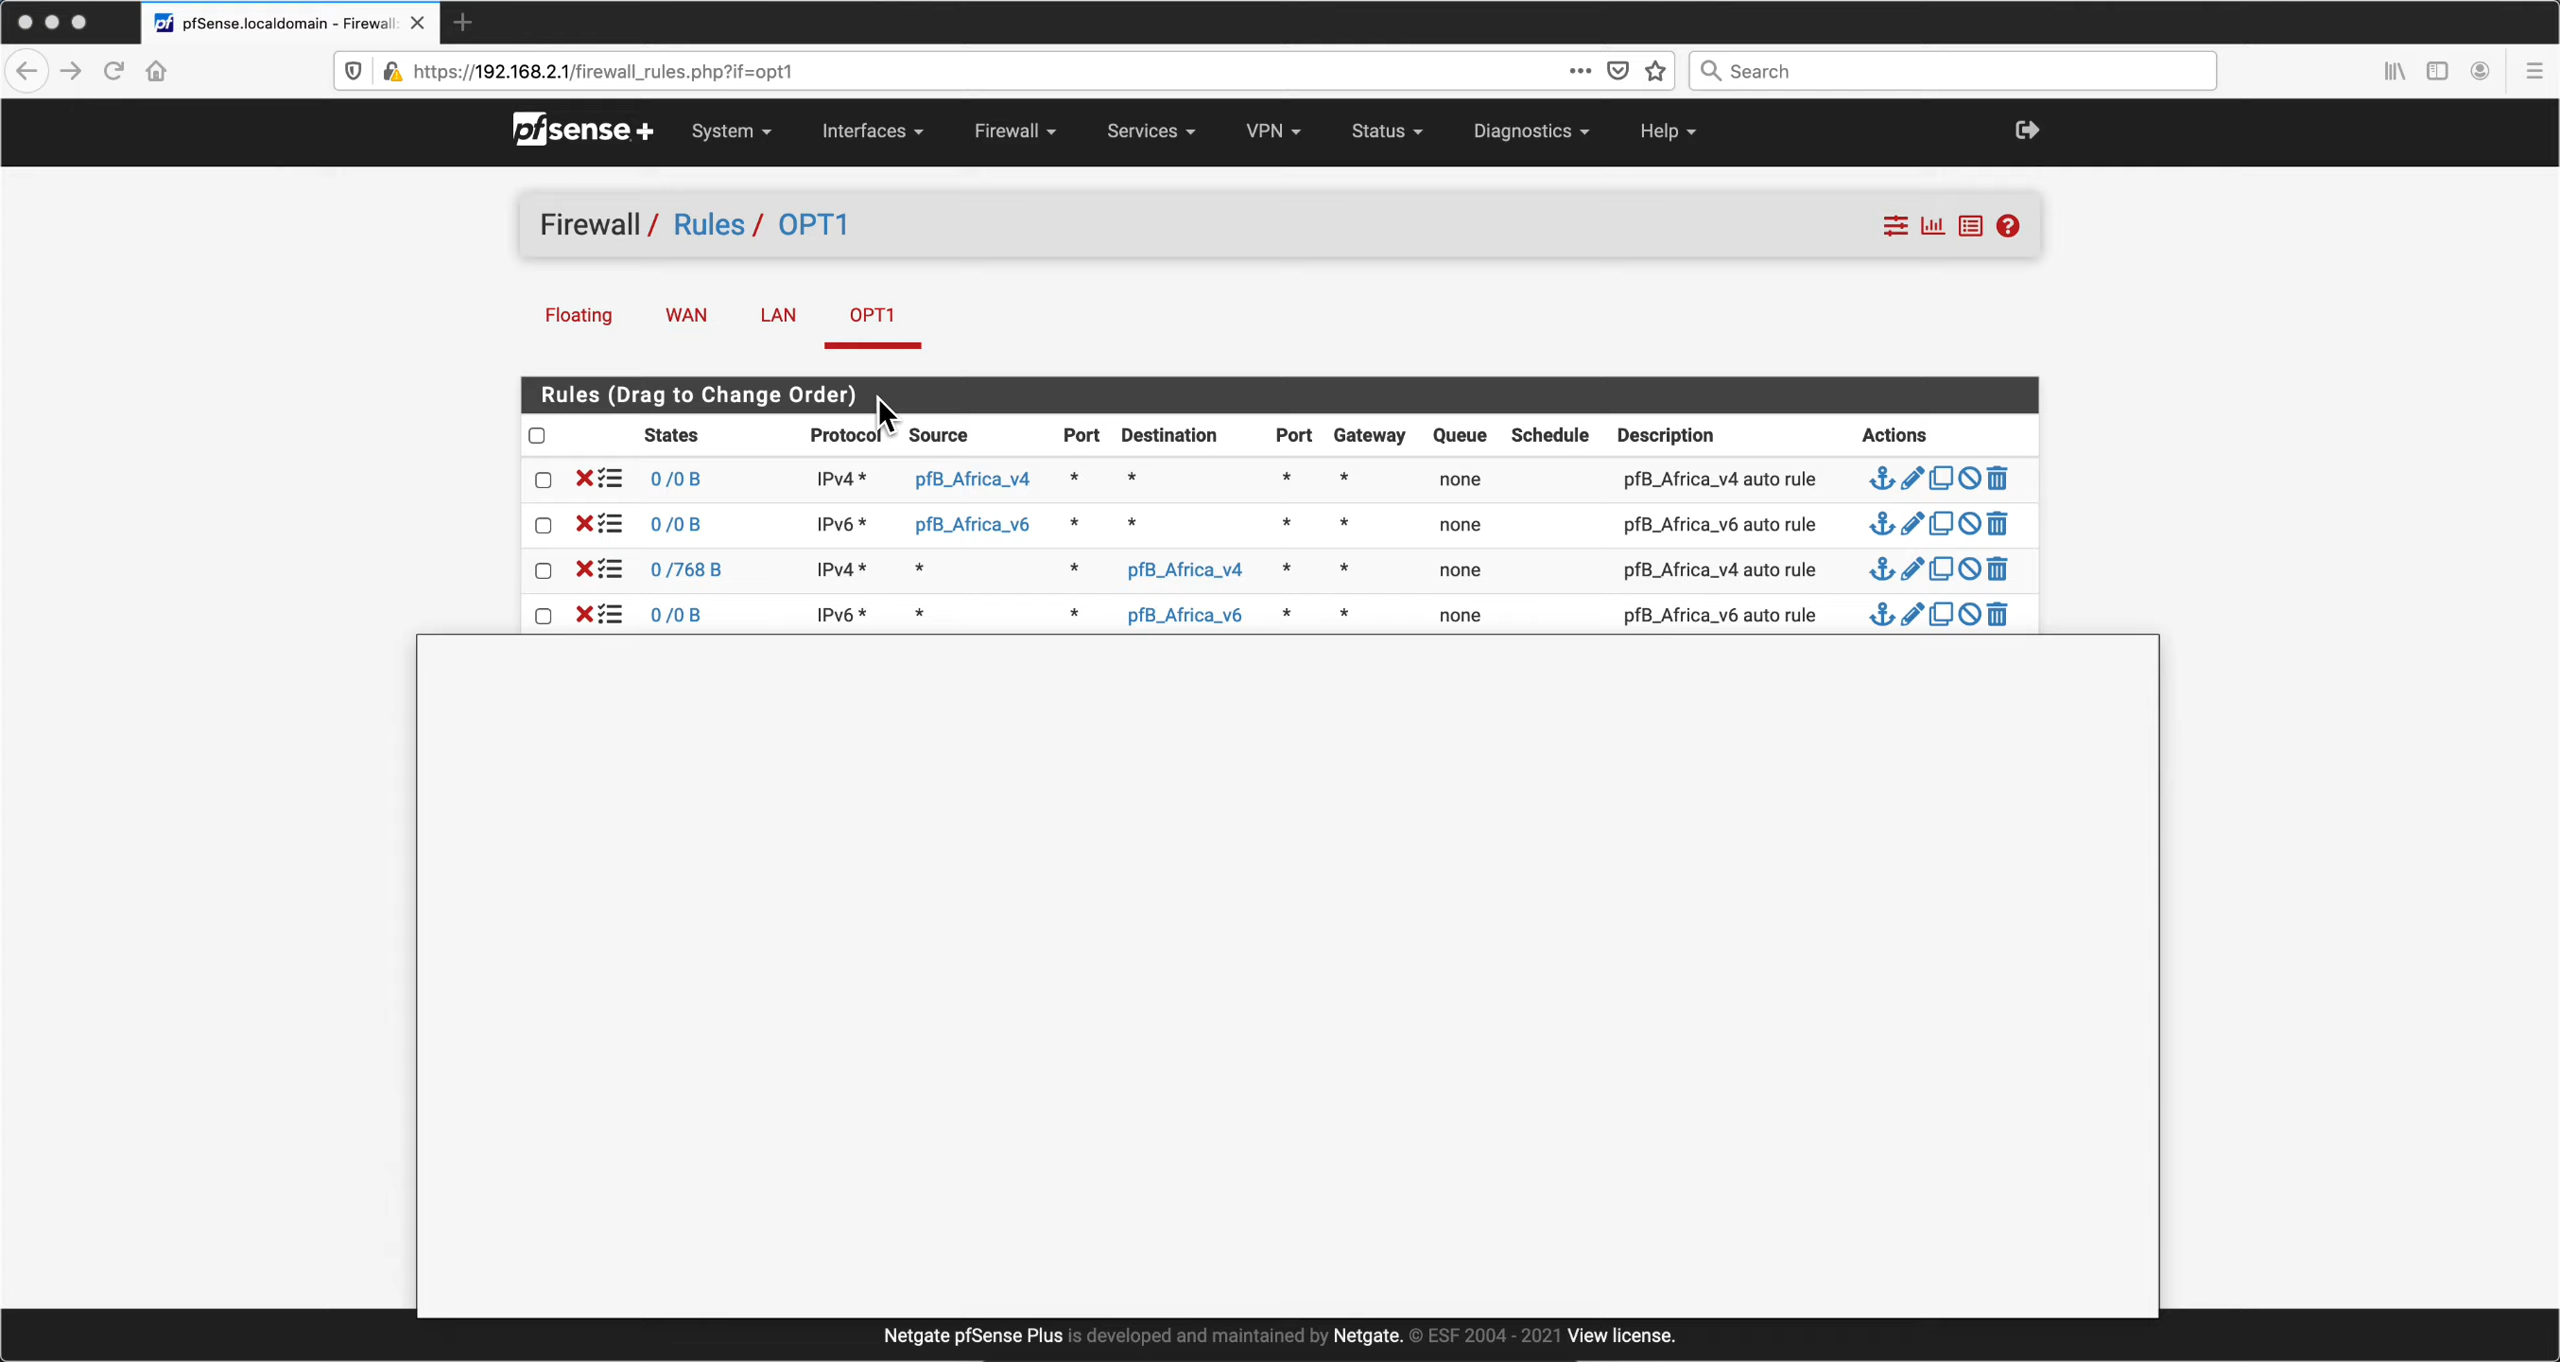 pfSense.localdomain - Firewall:
https://192.168.2.1/firewall_rules.php?if=opt1
Search
pfsense +
System
Interfaces
Firewall
Services
VPN
Status
Diagnostics
Help
Firewall / Rules / OPT1
Floating
WAN
LAN
OPT1
Rules (Drag to Change Order)
States Protocol Source Port Destination Port Gateway Queue Schedule Description Actions
0 /0 B IPv4 * pfB_Africa_v4 * * * * none pfB_Africa_v4 auto rule
0 /0 B IPv6 * pfB_Africa_v6 * * * * none pfB_Africa_v6 auto rule
0 /768 B IPv4 * * * pfB_Africa_v4 * * none pfB_Africa_v4 auto rule
0 /0 B IPv6 * * * pfB_Africa_v6 * * none pfB_Africa_v6 auto rule
Netgate pfSense Plus is developed and maintained by Netgate. © ESF 2004 - 2021 View license.